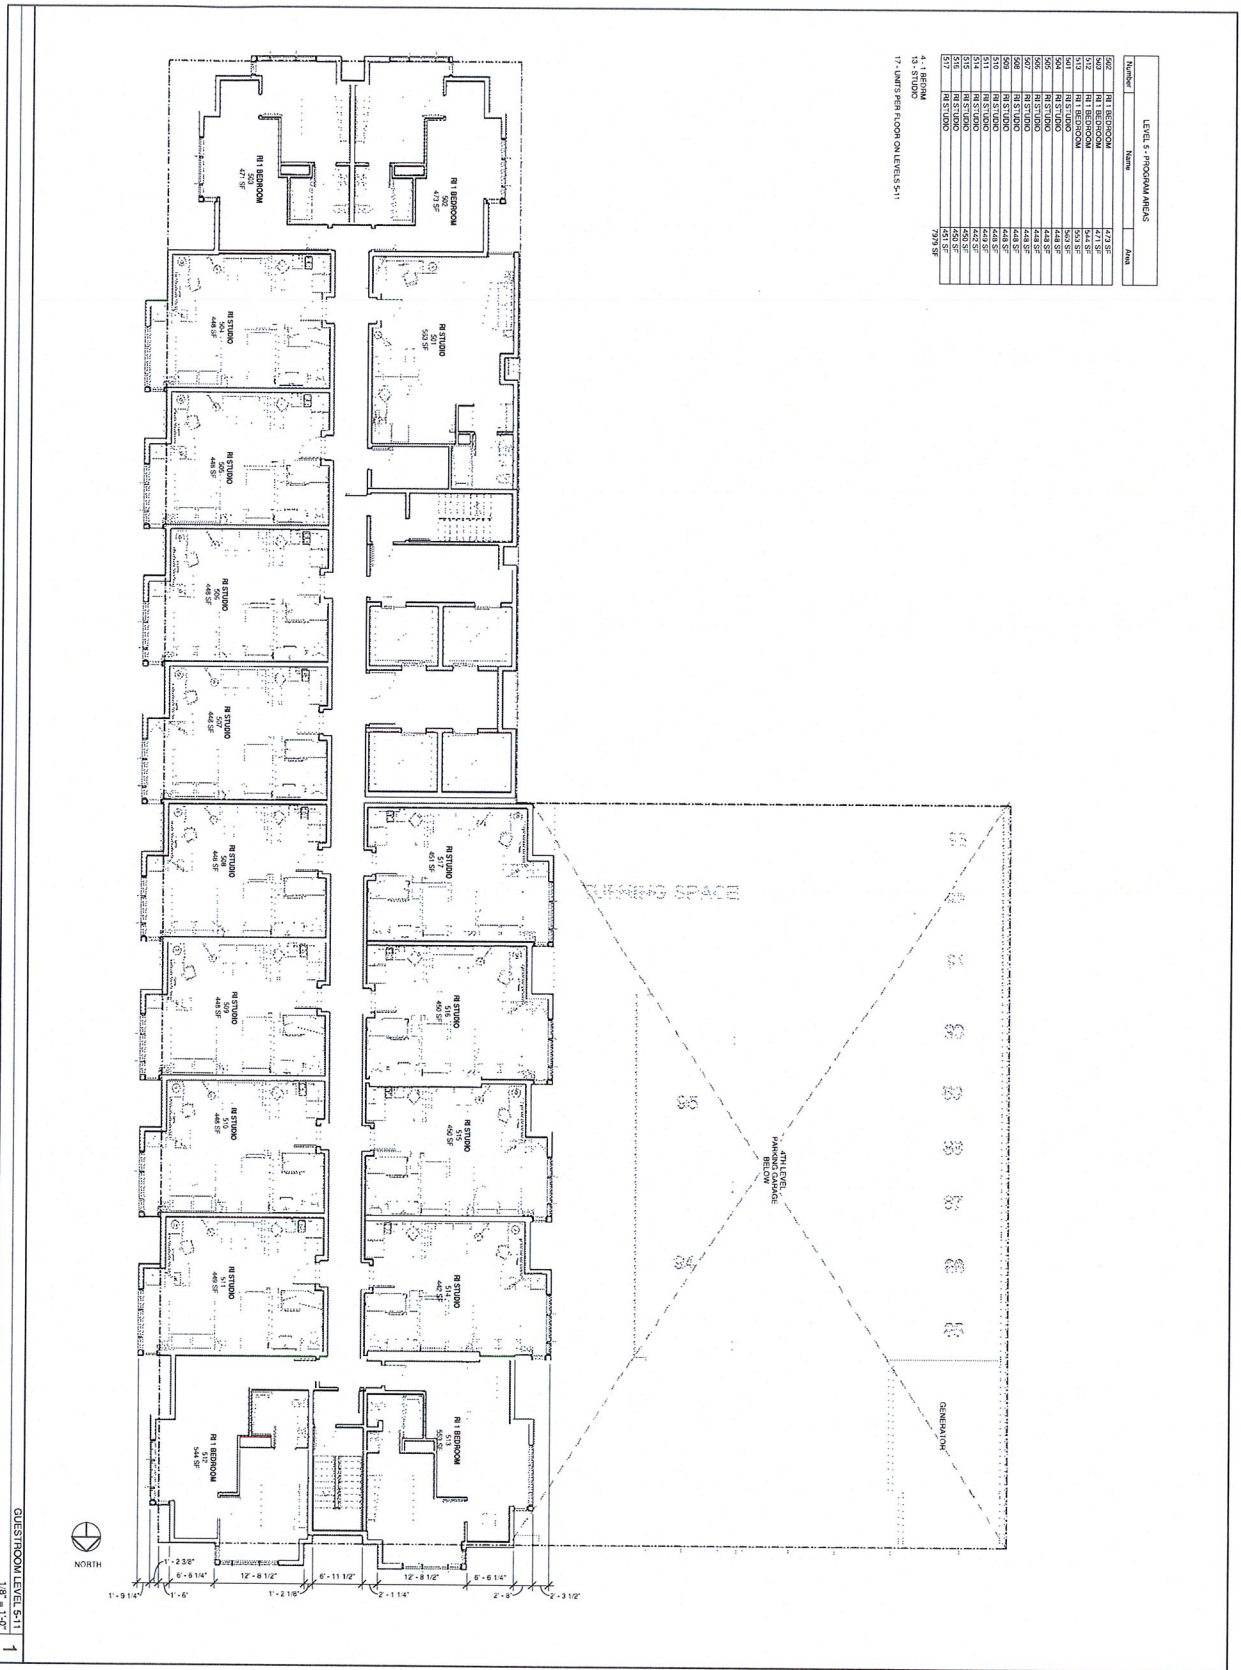 LEVEL 5 - PROGRAM AREAS
Number Name Area
502 RI 1 BEDROOM 473 SF
503 RI 1 BEDROOM 471 SF
512 RI 1 BEDROOM 544 SF
513 RI 1 BEDROOM 553 SF
501 RI STUDIO 563 SF
504 RI STUDIO 448 SF
505 RI STUDIO 448 SF
506 RI STUDIO 448 SF
507 RI STUDIO 448 SF
508 RI STUDIO 448 SF
509 RI STUDIO 448 SF
510 RI STUDIO 448 SF
511 RI STUDIO 449 SF
514 RI STUDIO 442 SF
515 RI STUDIO 450 SF
516 RI STUDIO 450 SF
517 RI STUDIO 451 SF
7979 SF
4 - 1 BEDRM
13 - STUDIO
17 - UNITS PER FLOOR ON LEVELS 5-11
RI 1 BEDROOM
503
471 SF
RI 1 BEDROOM
502
473 SF
RI STUDIO
504
448 SF
RI STUDIO
501
563 SF
RI STUDIO
505
448 SF
RI STUDIO
506
448 SF
RI STUDIO
507
448 SF
RI STUDIO
508
448 SF
RI STUDIO
517
451 SF
TURNING SPACE
RI STUDIO
509
448 SF
RI STUDIO
516
450 SF
RI STUDIO
510
448 SF
RI STUDIO
515
450 SF
95
4TH LEVEL
PARKING GARAGE
BELOW
RI STUDIO
511
449 SF
RI STUDIO
514
442 SF
94
GENERATOR
RI 1 BEDROOM
512
544 SF
RI 1 BEDROOM
513
553 SF
NORTH
1' - 9 1/4"
1' - 2 3/8"
1' - 6"
6' - 6 1/4"
12' - 8 1/2"
1' - 2 1/8"
6' - 11 1/2"
2' - 1 1/4"
12' - 8 1/2"
6' - 6 1/4"
2' - 8"
2' - 3 1/2"
GUESTROOM LEVEL 5-11
1/8" = 1'-0"
1